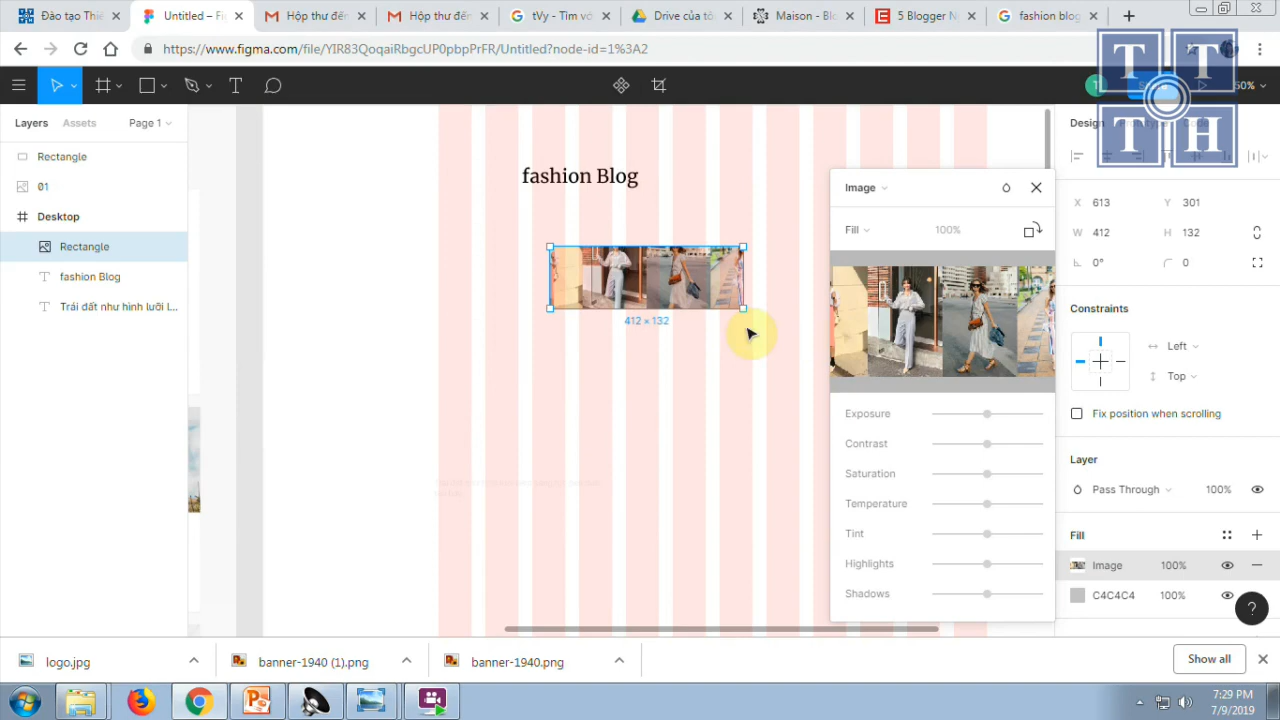 Đào tạo Thiế
Untitled – Fi
Hộp thư đến
Hộp thư đến
tVy - Tìm vớ
Drive của tô
Maison - Blo
5 Blogger N
fashion blog
https://www.figma.com/file/YIR83QoqaiRbgcUP0pbpPrFR/Untitled?node-id=1%3A2
T T
T H
T
60%
Layers
Assets
Page 1
Design
Rectangle
01
Desktop
Rectangle
fashion Blog
Trái đất như hình lưỡi L...
fashion Blog
412 × 132
Image
Fill
100%
Exposure
Contrast
Saturation
Temperature
Tint
Highlights
Shadows
X 613
Y 301
W 412
H 132
0°
0
Constraints
Left
Top
Fix position when scrolling
Layer
Pass Through
100%
Fill
Image
100%
C4C4C4
100%
?
logo.jpg
banner-1940 (1).png
banner-1940.png
Show all
7:29 PM
7/9/2019